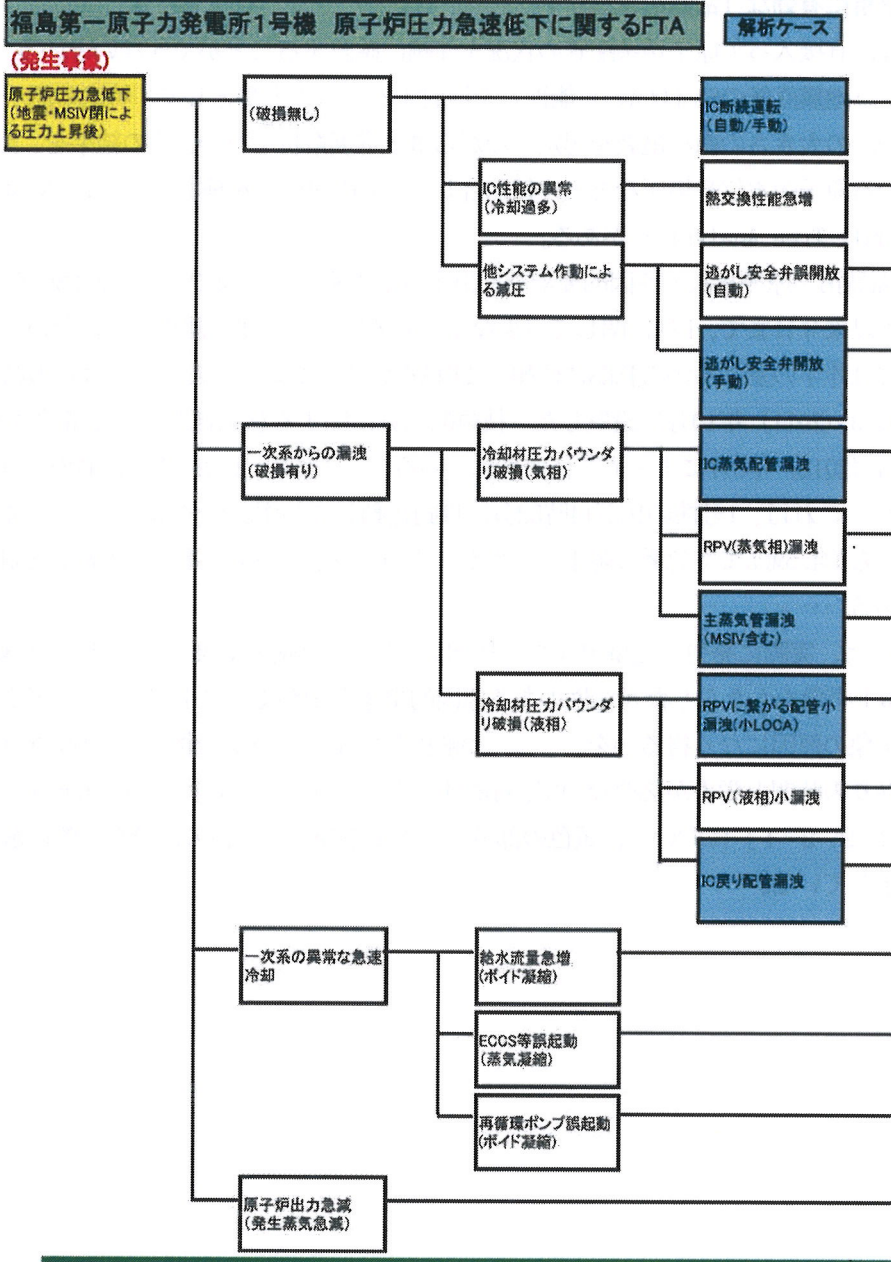 福島第一原子力発電所1号機 原子炉圧力急速低下に関するFTA
解析ケース
(発生事象)
原子炉圧力急低下
(地震・MSIV閉によ
る圧力上昇後)
(破損無し)
IC断続運転
(自動/手動)
IC性能の異常
(冷却過多)
熱交換性能急増
他システム作動によ
る減圧
逃がし安全弁誤開放
(自動)
逃がし安全弁開放
(手動)
一次系からの漏洩
(破損有り)
冷却材圧力バウンダ
リ破損(気相)
IC蒸気配管漏洩
RPV(蒸気相)漏洩
主蒸気管漏洩
(MSIV含む)
冷却材圧力バウンダ
リ破損(液相)
RPVに繋がる配管小
漏洩(小LOCA)
RPV(液相)小漏洩
IC戻り配管漏洩
一次系の異常な急速
冷却
給水流量急増
(ボイド凝縮)
ECCS等誤起動
(蒸気凝縮)
再循環ポンプ誤起動
(ボイド凝縮)
原子炉出力急減
(発生蒸気急減)